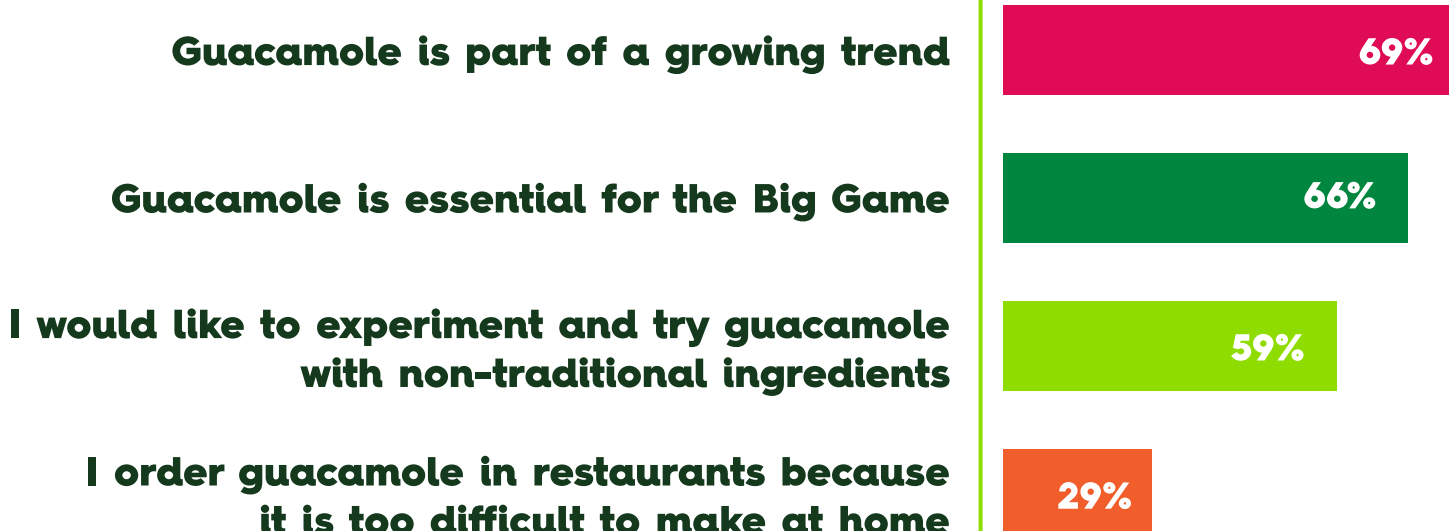 Guacamole is part of a growing trend
69%
Guacamole is essential for the Big Game
66%
I would like to experiment and try guacamole
with non-traditional ingredients
59%
I order guacamole in restaurants because
it is too difficult to make at home
29%